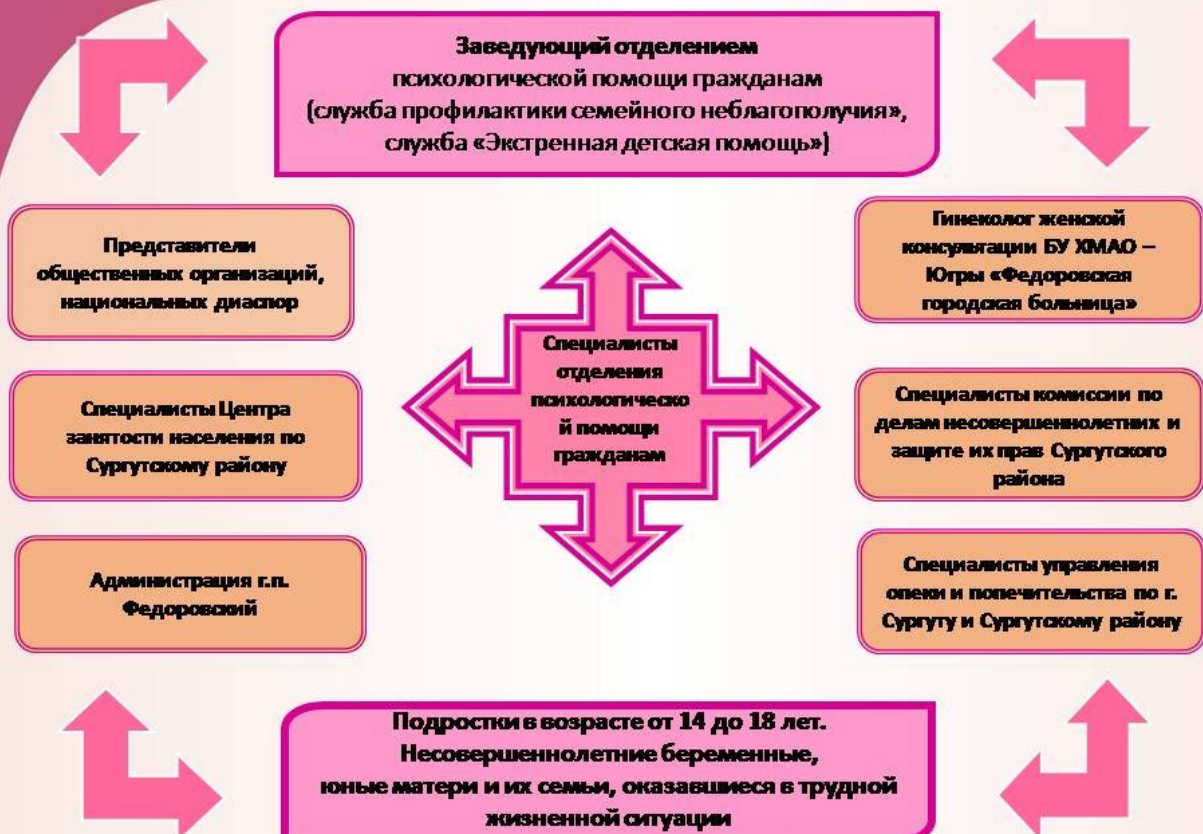 Заведующий отделением
психологической помощи гражданам
(служба профилактики семейного неблагополучия»,
служба «Экстренная детская помощь»)
Представители
общественных организаций,
национальных диаспор
Специалисты Центра
занятости населения по
Сургутскому району
Администрация г.п.
Федоровский
Специалисты
отделения
психологическо
й помощи
гражданам
Гинеколог женской
консультации БУ ХМАО –
Югры «Федоровская
городская больница»
Специалисты комиссии по
делам несовершеннолетних и
защите их прав Сургутского
района
Специалисты управления
опеки и попечительства по г.
Сургуту и Сургутскому району
Подростки в возрасте от 14 до 18 лет.
Несовершеннолетние беременные,
юные матери и их семьи, оказавшиеся в трудной
жизненной ситуации